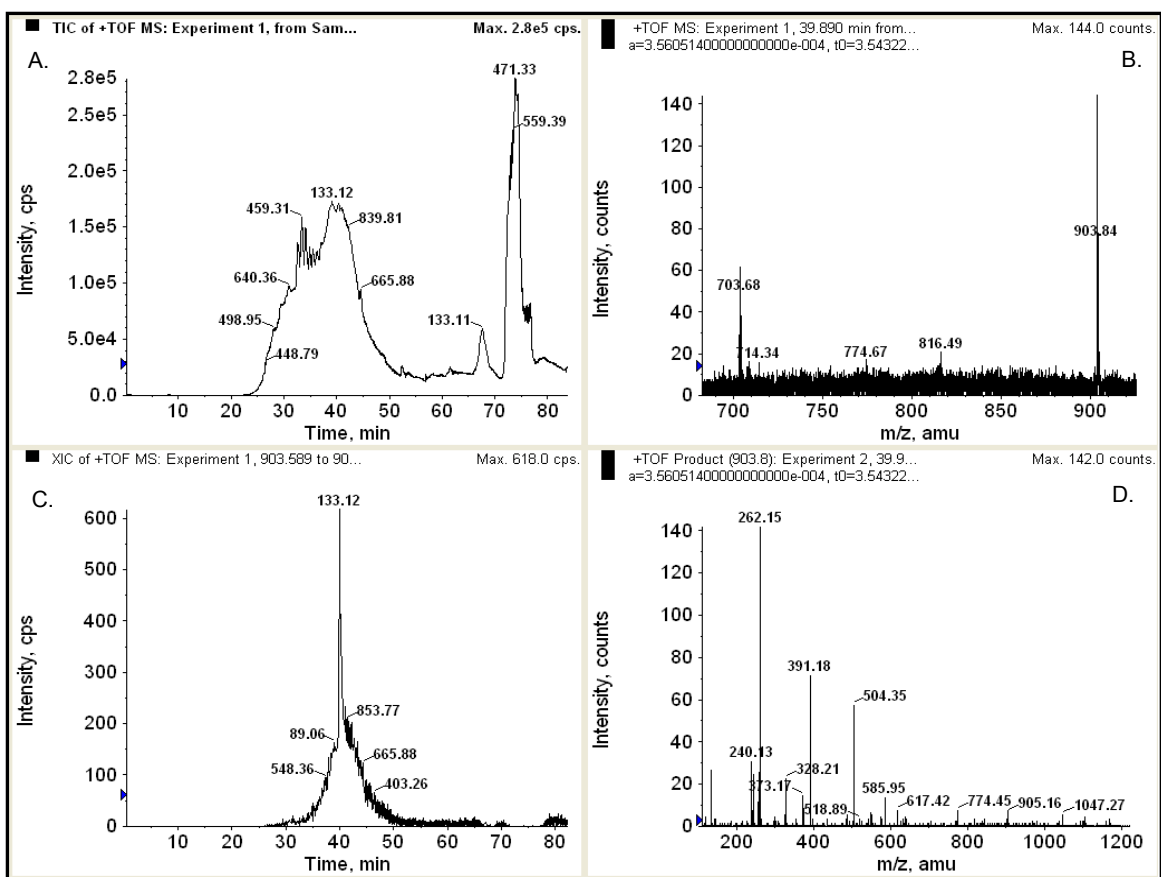 TIC of +TOF MS: Experiment 1, from Sam... Max. 2.8e5 cps.
A.
Intensity, cps
2.8e5
2.5e5
2.0e5
1.5e5
1.0e5
5.0e4
0.0
471.33
559.39
133.12
459.31
839.81
640.36
665.88
498.95
133.11
448.79
10 20 30 40 50 60 70 80
Time, min
+TOF MS: Experiment 1, 39.890 min from... Max. 144.0 counts.
a=3.56051400000000000e-004, t0=3.54322...
B.
Intensity, counts
140
120
100
80
60
40
20
0
903.84
703.68
714.34
774.67
816.49
700 750 800 850 900
m/z, amu
XIC of +TOF MS: Experiment 1, 903.589 to 90... Max. 618.0 cps.
C.
Intensity, cps
600
500
400
300
200
100
0
133.12
853.77
89.06
665.88
548.36
403.26
10 20 30 40 50 60 70 80
Time, min
+TOF Product (903.8): Experiment 2, 39.9... Max. 142.0 counts.
a=3.56051400000000000e-004, t0=3.54322...
D.
Intensity, counts
140
120
100
80
60
40
20
0
262.15
391.18
504.35
240.13
328.21
373.17
585.95
518.89
617.42
774.45
905.16
1047.27
200 400 600 800 1000 1200
m/z, amu